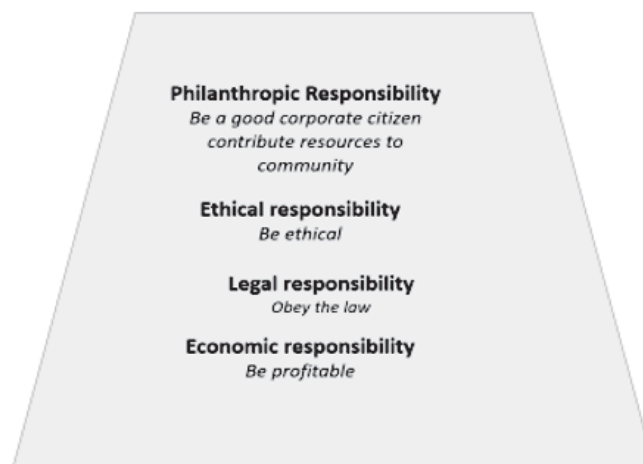 Philanthropic Responsibility
Be a good corporate citizen
contribute resources to
community
Ethical responsibility
Be ethical
Legal responsibility
Obey the law
Economic responsibility
Be profitable